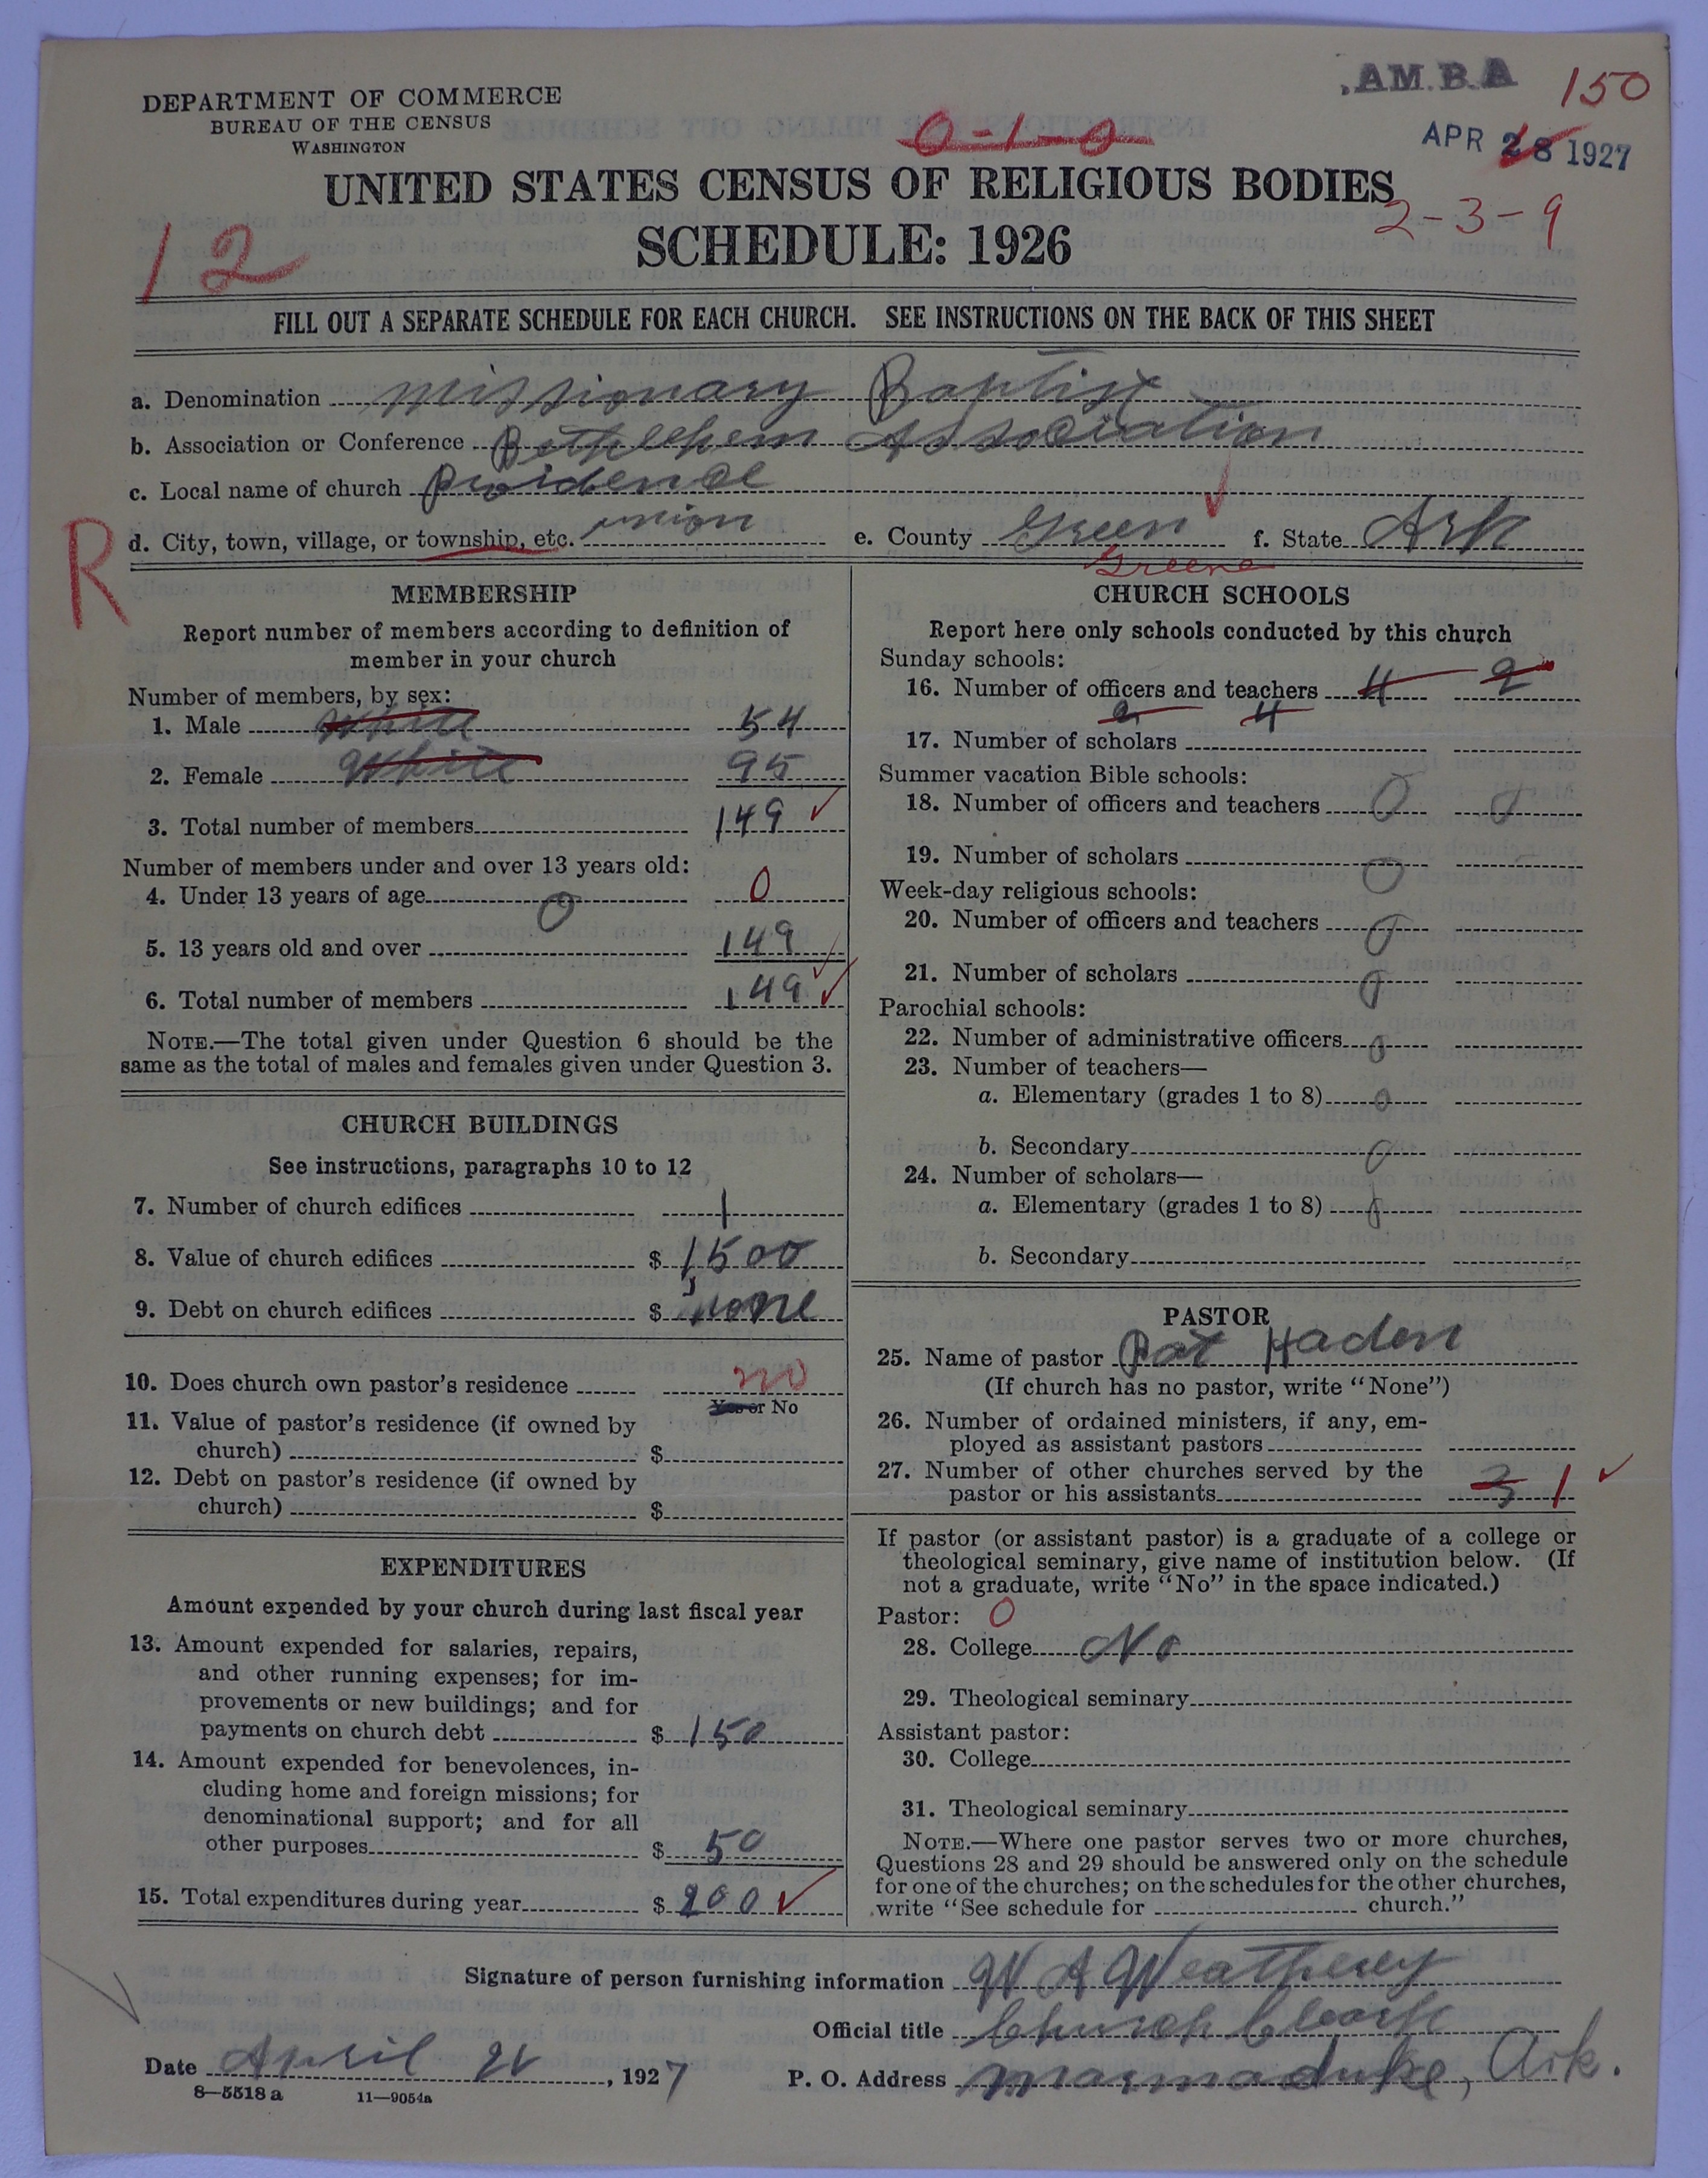 DEPARTMENT OF COMMERCE
BUREAU OF THE CENSUS
WASHINGTON
AM.B.A 150
APR 28 1927
0-1-0
UNITED STATES CENSUS OF RELIGIOUS BODIES
2-3-9
SCHEDULE: 1926
12
FILL OUT A SEPARATE SCHEDULE FOR EACH CHURCH. SEE INSTRUCTIONS ON THE BACK OF THIS SHEET
a. Denomination Missionary Baptist
b. Association or Conference Bethlehem Association
c. Local name of church Providence
R
d. City, town, village, or township, etc. union e. County Green f. State Ark
Greene
MEMBERSHIP
Report number of members according to definition of
member in your church
Number of members, by sex:
1. Male White 54
2. Female White 95
3. Total number of members 149
Number of members under and over 13 years old:
4. Under 13 years of age 0 0
5. 13 years old and over 149
6. Total number of members 149
NOTE.—The total given under Question 6 should be the
same as the total of males and females given under Question 3.
CHURCH BUILDINGS
See instructions, paragraphs 10 to 12
7. Number of church edifices 1
8. Value of church edifices $ 1500
9. Debt on church edifices $ none
10. Does church own pastor's residence no
Yes or No
11. Value of pastor's residence (if owned by
church) $
12. Debt on pastor's residence (if owned by
church) $
EXPENDITURES
Amount expended by your church during last fiscal year
13. Amount expended for salaries, repairs,
and other running expenses; for im-
provements or new buildings; and for
payments on church debt $ 150
14. Amount expended for benevolences, in-
cluding home and foreign missions; for
denominational support; and for all
other purposes $ 50
15. Total expenditures during year $ 200
CHURCH SCHOOLS
Report here only schools conducted by this church
Sunday schools:
16. Number of officers and teachers 4 2
2 4
17. Number of scholars
Summer vacation Bible schools:
18. Number of officers and teachers 0 0
19. Number of scholars 0
Week-day religious schools:
20. Number of officers and teachers 0
21. Number of scholars 0
Parochial schools:
22. Number of administrative officers 0
23. Number of teachers—
a. Elementary (grades 1 to 8) 0
b. Secondary 0
24. Number of scholars—
a. Elementary (grades 1 to 8) 0
b. Secondary
PASTOR
25. Name of pastor Pat Haden
(If church has no pastor, write "None")
26. Number of ordained ministers, if any, em-
ployed as assistant pastors
27. Number of other churches served by the
pastor or his assistants 3 1
If pastor (or assistant pastor) is a graduate of a college or
theological seminary, give name of institution below. (If
not a graduate, write "No" in the space indicated.)
Pastor: 0
28. College No
29. Theological seminary
Assistant pastor:
30. College
31. Theological seminary
NOTE.—Where one pastor serves two or more churches,
Questions 28 and 29 should be answered only on the schedule
for one of the churches; on the schedules for the other churches,
write "See schedule for church."
Signature of person furnishing information W A Weatherly
Official title Church Clerk
Date April , 1927 P. O. Address Marmaduke, Ark.
8—5518a 11—9054a